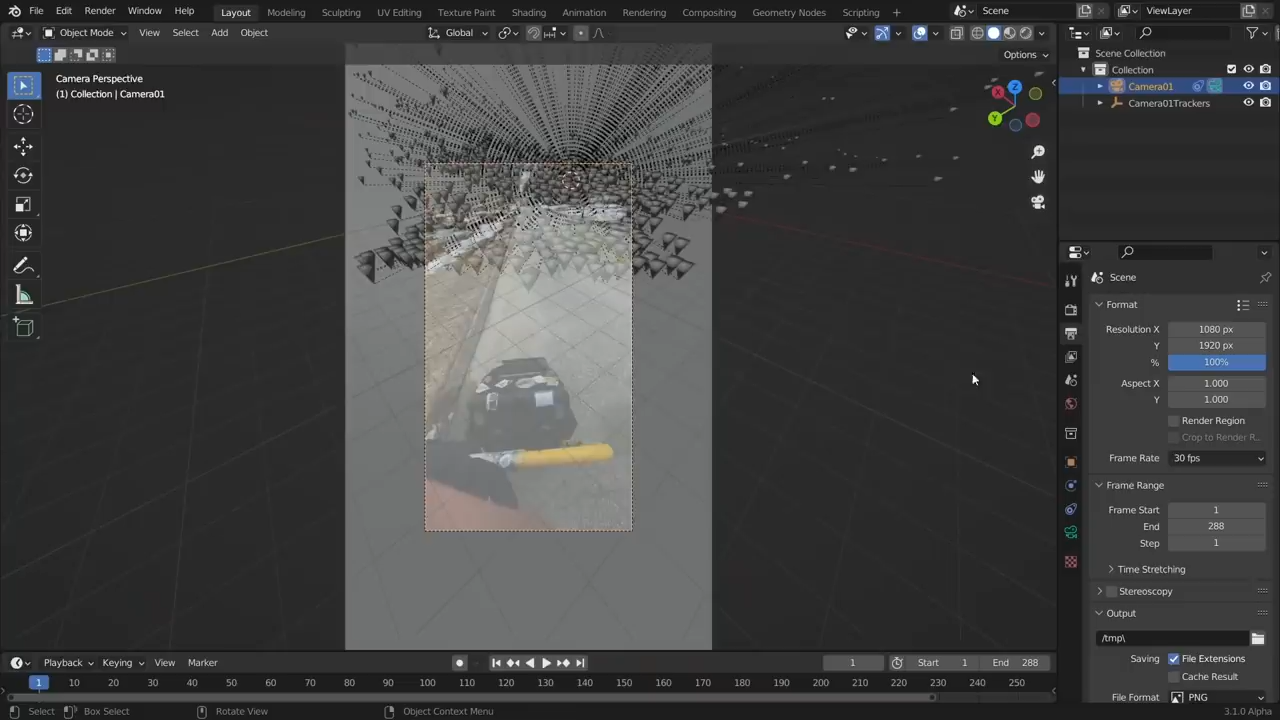 File Edit Render Window Help Layout Modeling Sculpting UV Editing Texture Paint Shading Animation Rendering Compositing Geometry Nodes Scripting + Scene ViewLayer
Object Mode View Select Add Object Global
Options
Camera Perspective
(1) Collection | Camera01
X Z Y
Scene Collection
Collection
Camera01
Camera01Trackers
Scene
Format
Resolution X 1080 px
Y 1920 px
% 100%
Aspect X 1.000
Y 1.000
Render Region
Crop to Render R...
Frame Rate 30 fps
Frame Range
Frame Start 1
End 288
Step 1
Time Stretching
Stereoscopy
Output
/tmp\
Saving File Extensions
Cache Result
File Format PNG
Playback Keying View Marker 1 Start 1 End 288
1 10 20 30 40 50 60 70 80 90 100 110 120 130 140 150 160 170 180 190 200 210 220 230 240 250
Select Box Select Rotate View Object Context Menu 3.1.0 Alpha